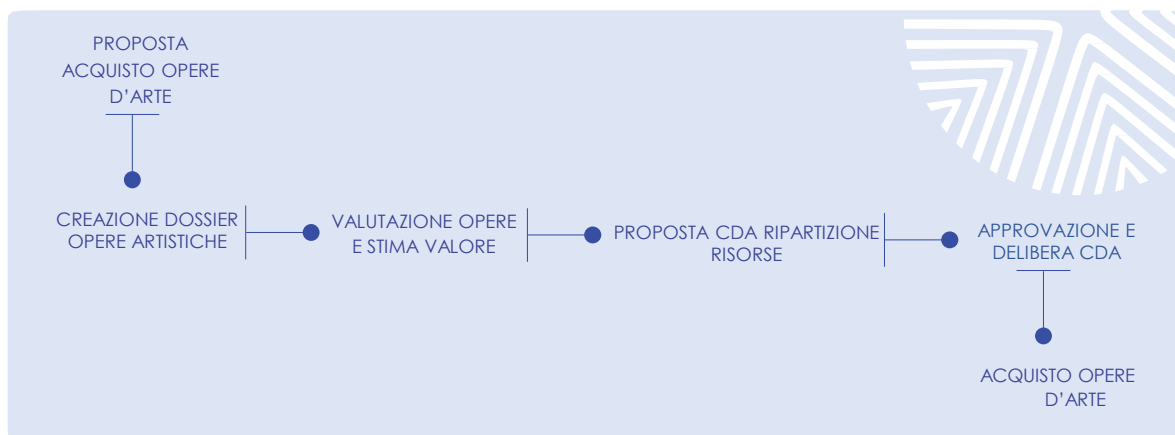 PROPOSTA
ACQUISTO OPERE
D'ARTE
CREAZIONE DOSSIER
OPERE ARTISTICHE
VALUTAZIONE OPERE
E STIMA VALORE
PROPOSTA CDA RIPARTIZIONE
RISORSE
APPROVAZIONE E
DELIBERA CDA
ACQUISTO OPERE
D'ARTE